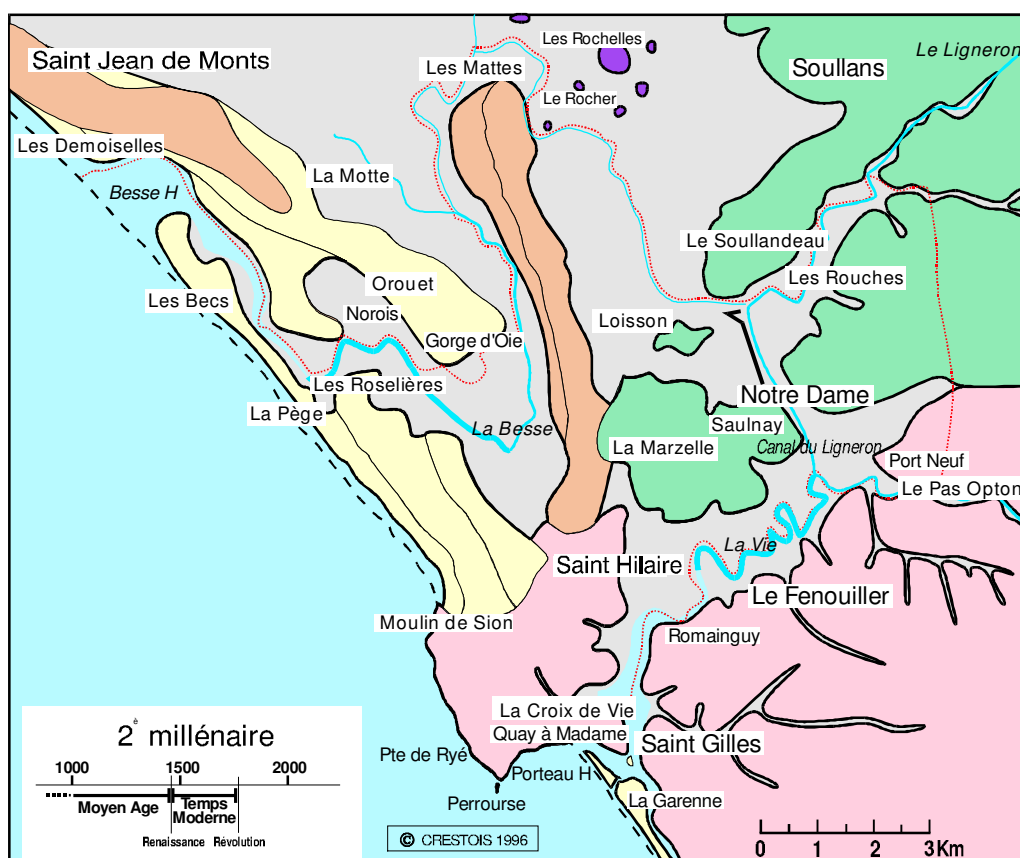 Les Rochelles
Le Ligneron
Saint Jean de Monts
Les Mattes
Soullans
Le Rocher
Les Demoiselles
La Motte
Besse H
Le Soullandeau
Les Rouches
Orouet
Les Becs
Norois
Loisson
Gorge d'Oie
Les Roselières
Notre Dame
La Pège
Saulnay
La Besse
La Marzelle
Canal du Ligneron
Port Neuf
Le Pas Opton
La Vie
Saint Hilaire
Le Fenouiller
Moulin de Sion
Romainguy
La Croix de Vie
Quay à Madame
Saint Gilles
Pte de Ryé
Porteau H
Perrourse
La Garenne
2è millénaire
1000 1500 2000
Moyen Age
Temps
Moderne
Renaissance Révolution
© CRESTOIS 1996
0 1 2 3 Km